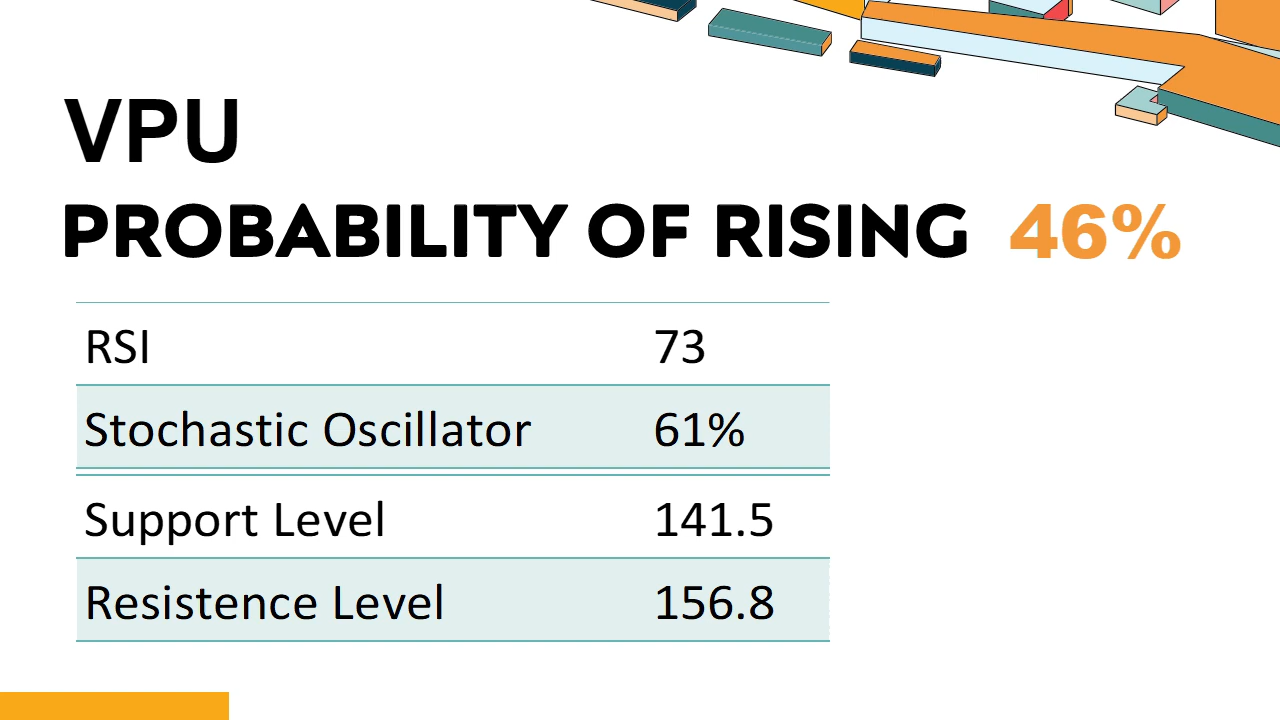 VPU
PROBABILITY OF RISING 46%
RSI 73
Stochastic Oscillator 61%
Support Level 141.5
Resistence Level 156.8